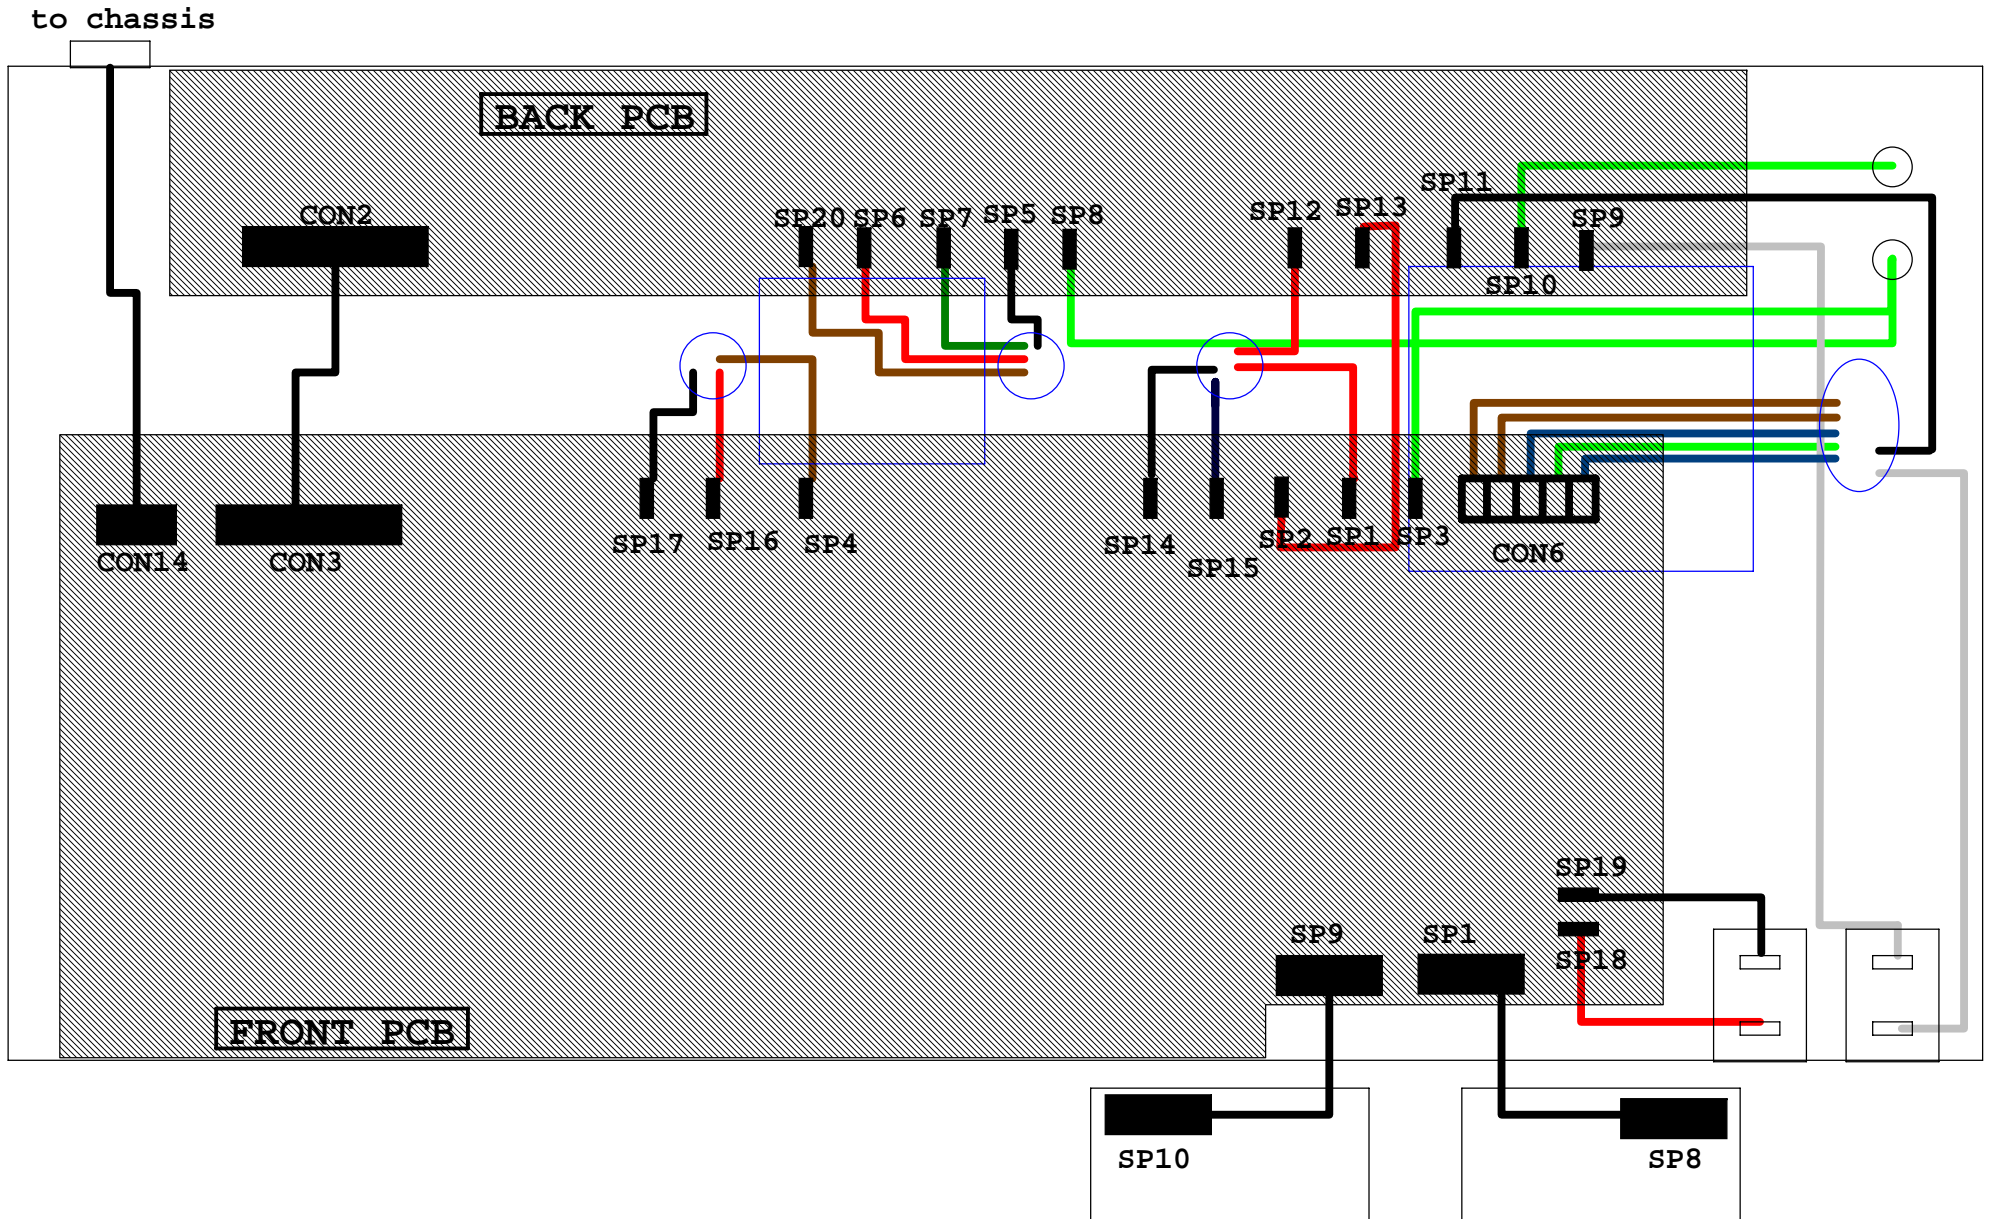 to chassis
BACK PCB
SP11
SP13
CON2
SP20 SP6 SP7 SP5 SP8
SP12
SP9
SP10
CON14
CON3
SP17
SP16
SP4
SP14
SP15
SP2 SP1 SP3
CON6
SP19
SP9
SP1
SP18
FRONT PCB
SP10
SP8